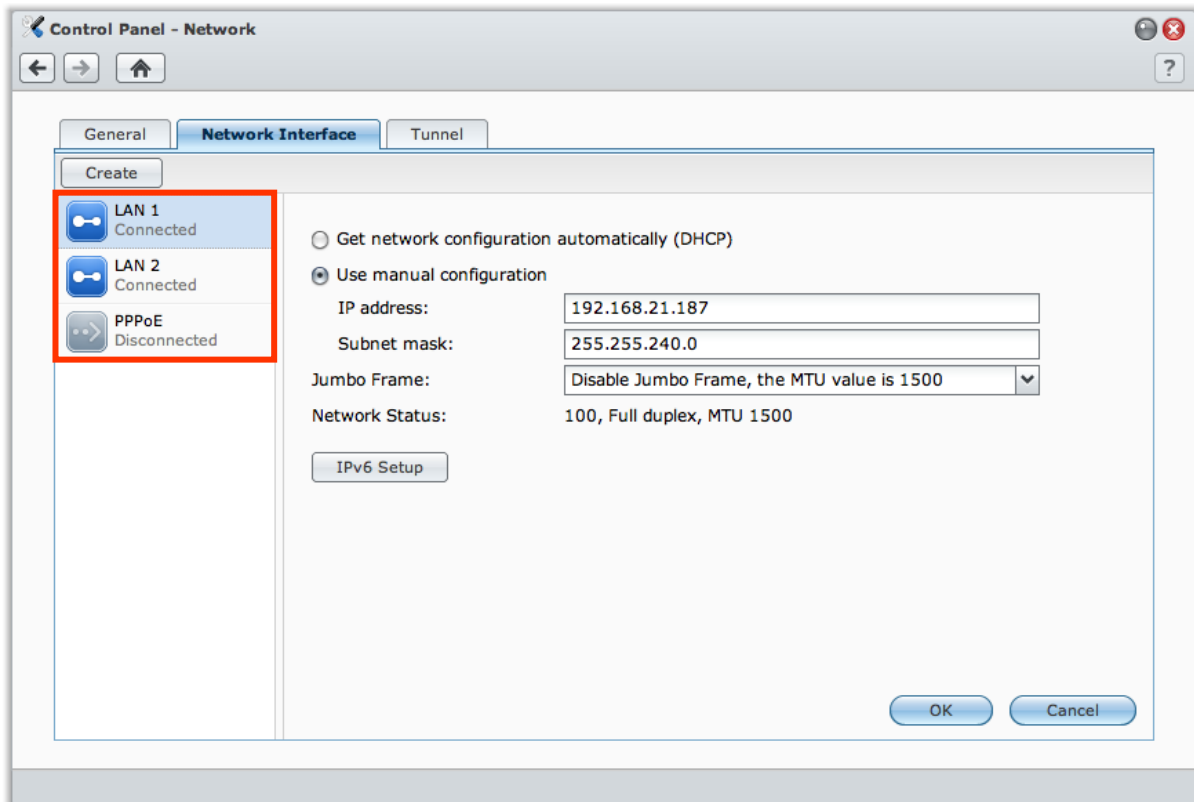 Control Panel - Network
?
General Network Interface Tunnel
Create
LAN 1
Connected
LAN 2
Connected
PPPoE
Disconnected
Get network configuration automatically (DHCP)
Use manual configuration
IP address: 192.168.21.187
Subnet mask: 255.255.240.0
Jumbo Frame: Disable Jumbo Frame, the MTU value is 1500
Network Status: 100, Full duplex, MTU 1500
IPv6 Setup
OK Cancel